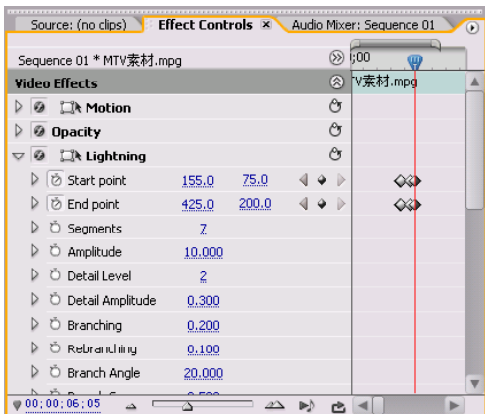 Source: (no clips) Effect Controls × Audio Mixer: Sequence 01
Sequence 01 * MTV素材.mpg ;00
Video Effects V素材.mpg
Motion
Opacity
Lightning
Start point 155.0 75.0
End point 425.0 200.0
Segments 7
Amplitude 10.000
Detail Level 2
Detail Amplitude 0.300
Branching 0.200
Rebranching 0.100
Branch Angle 20.000
00;00;06;05